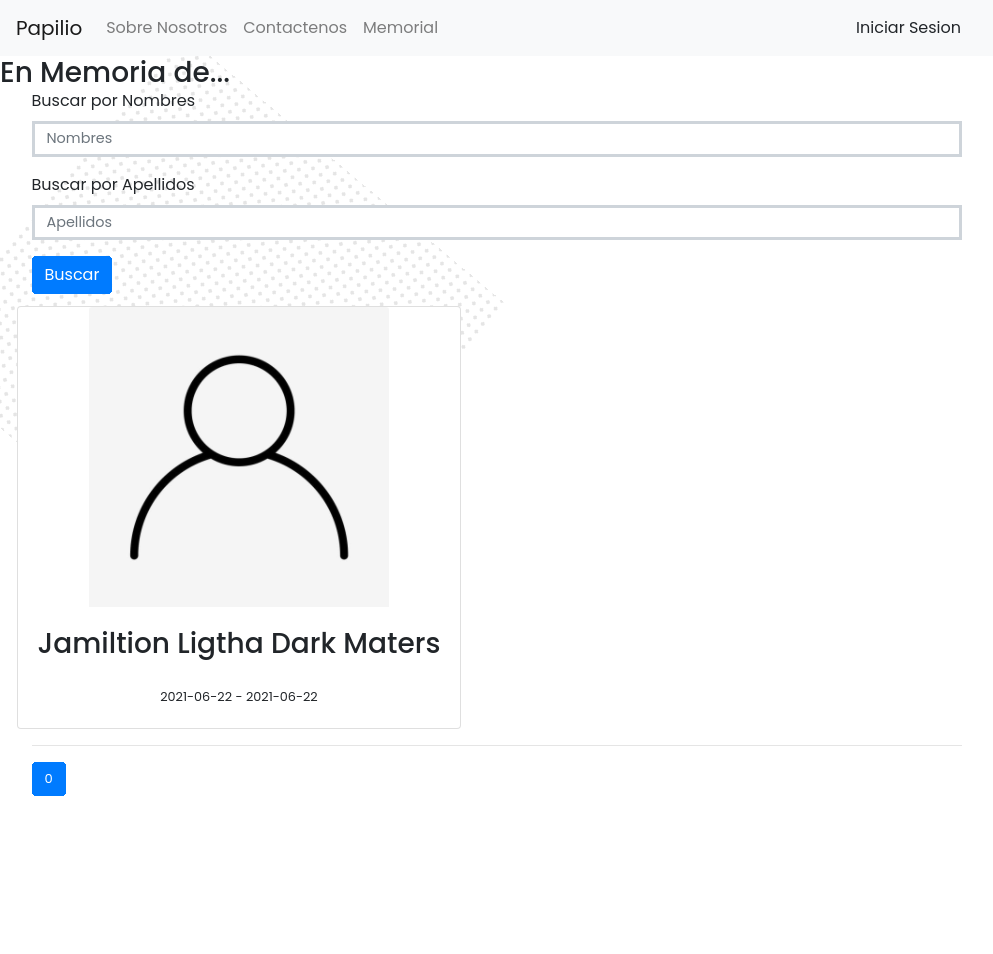 Papilio Sobre Nosotros Contactenos Memorial Iniciar Sesion
En Memoria de...
Buscar por Nombres
Nombres
Buscar por Apellidos
Apellidos
Buscar
Jamiltion Ligtha Dark Maters
2021-06-22 - 2021-06-22
0